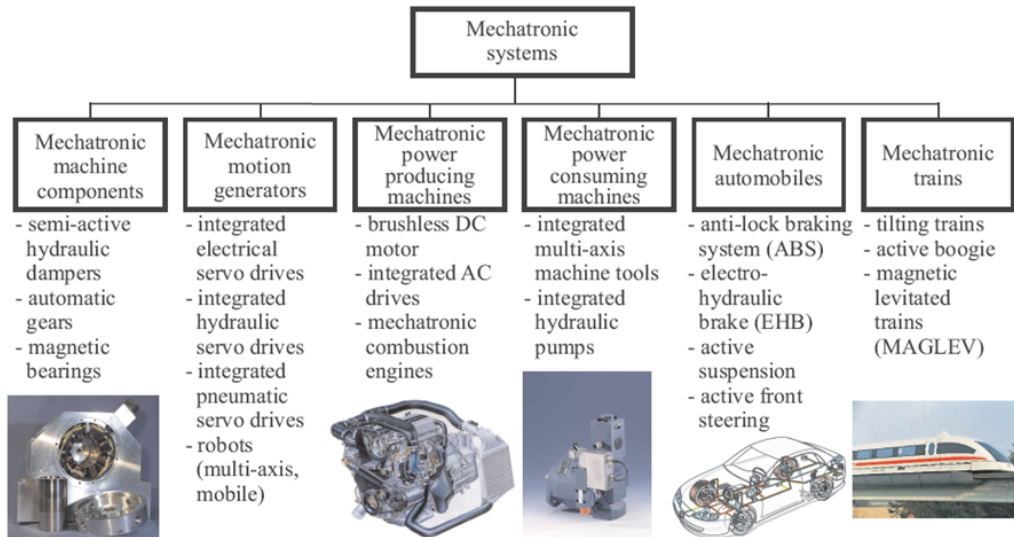 Mechatronic
systems
Mechatronic
machine
components
- semi-active
hydraulic
dampers
- automatic
gears
- magnetic
bearings
Mechatronic
motion
generators
- integrated
electrical
servo drives
- integrated
hydraulic
servo drives
- integrated
pneumatic
servo drives
- robots
(multi-axis,
mobile)
Mechatronic
power
producing
machines
- brushless DC
motor
- integrated AC
drives
- mechatronic
combustion
engines
Mechatronic
power
consuming
machines
- integrated
multi-axis
machine tools
- integrated
hydraulic
pumps
Mechatronic
automobiles
- anti-lock braking
system (ABS)
- electro-
hydraulic
brake (EHB)
- active
suspension
- active front
steering
Mechatronic
trains
- tilting trains
- active boogie
- magnetic
levitated
trains
(MAGLEV)